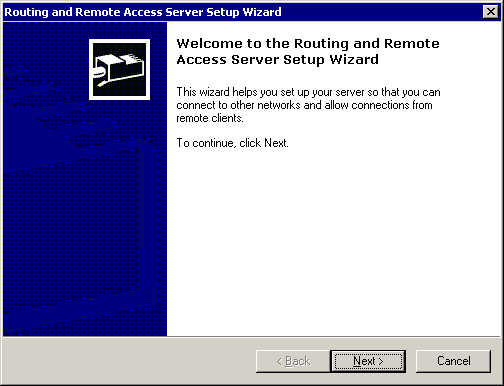 Routing and Remote Access Server Setup Wizard
Welcome to the Routing and Remote
Access Server Setup Wizard
This wizard helps you set up your server so that you can
connect to other networks and allow connections from
remote clients.
To continue, click Next.
< Back
Next >
Cancel